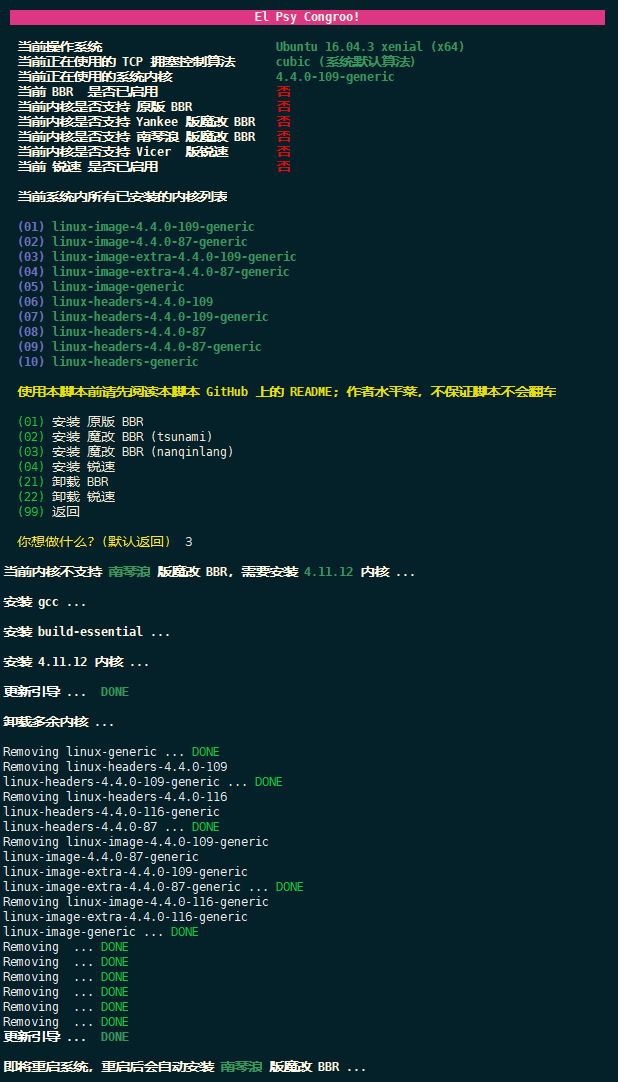 El Psy Congroo!
当前操作系统 Ubuntu 16.04.3 xenial (x64)
当前正在使用的 TCP 拥塞控制算法 cubic (系统默认算法)
当前正在使用的系统内核 4.4.0-109-generic
当前 BBR 是否已启用 否
当前内核是否支持 原版 BBR 否
当前内核是否支持 Yankee 版魔改 BBR 否
当前内核是否支持 南琴浪 版魔改 BBR 否
当前内核是否支持 Vicer 版锐速 否
当前 锐速 是否已启用 否
当前系统内所有已安装的内核列表
(01) linux-image-4.4.0-109-generic
(02) linux-image-4.4.0-87-generic
(03) linux-image-extra-4.4.0-109-generic
(04) linux-image-extra-4.4.0-87-generic
(05) linux-image-generic
(06) linux-headers-4.4.0-109
(07) linux-headers-4.4.0-109-generic
(08) linux-headers-4.4.0-87
(09) linux-headers-4.4.0-87-generic
(10) linux-headers-generic
使用本脚本前请先阅读本脚本 GitHub 上的 README; 作者水平菜, 不保证脚本不会翻车
(01) 安装 原版 BBR
(02) 安装 魔改 BBR (tsunami)
(03) 安装 魔改 BBR (nanqinlang)
(04) 安装 锐速
(21) 卸载 BBR
(22) 卸载 锐速
(99) 返回
你想做什么? (默认返回) 3
当前内核不支持 南琴浪 版魔改 BBR, 需要安装 4.11.12 内核 ...
安装 gcc ...
安装 build-essential ...
安装 4.11.12 内核 ...
更新引导 ... DONE
卸载多余内核 ...
Removing linux-generic ... DONE
Removing linux-headers-4.4.0-109
linux-headers-4.4.0-109-generic ... DONE
Removing linux-headers-4.4.0-116
linux-headers-4.4.0-116-generic
linux-headers-4.4.0-87 ... DONE
Removing linux-image-4.4.0-109-generic
linux-image-4.4.0-87-generic
linux-image-extra-4.4.0-109-generic
linux-image-extra-4.4.0-87-generic ... DONE
Removing linux-image-4.4.0-116-generic
linux-image-extra-4.4.0-116-generic
linux-image-generic ... DONE
Removing ... DONE
Removing ... DONE
Removing ... DONE
Removing ... DONE
Removing ... DONE
Removing ... DONE
更新引导 ... DONE
即将重启系统, 重启后会自动安装 南琴浪 版魔改 BBR ...